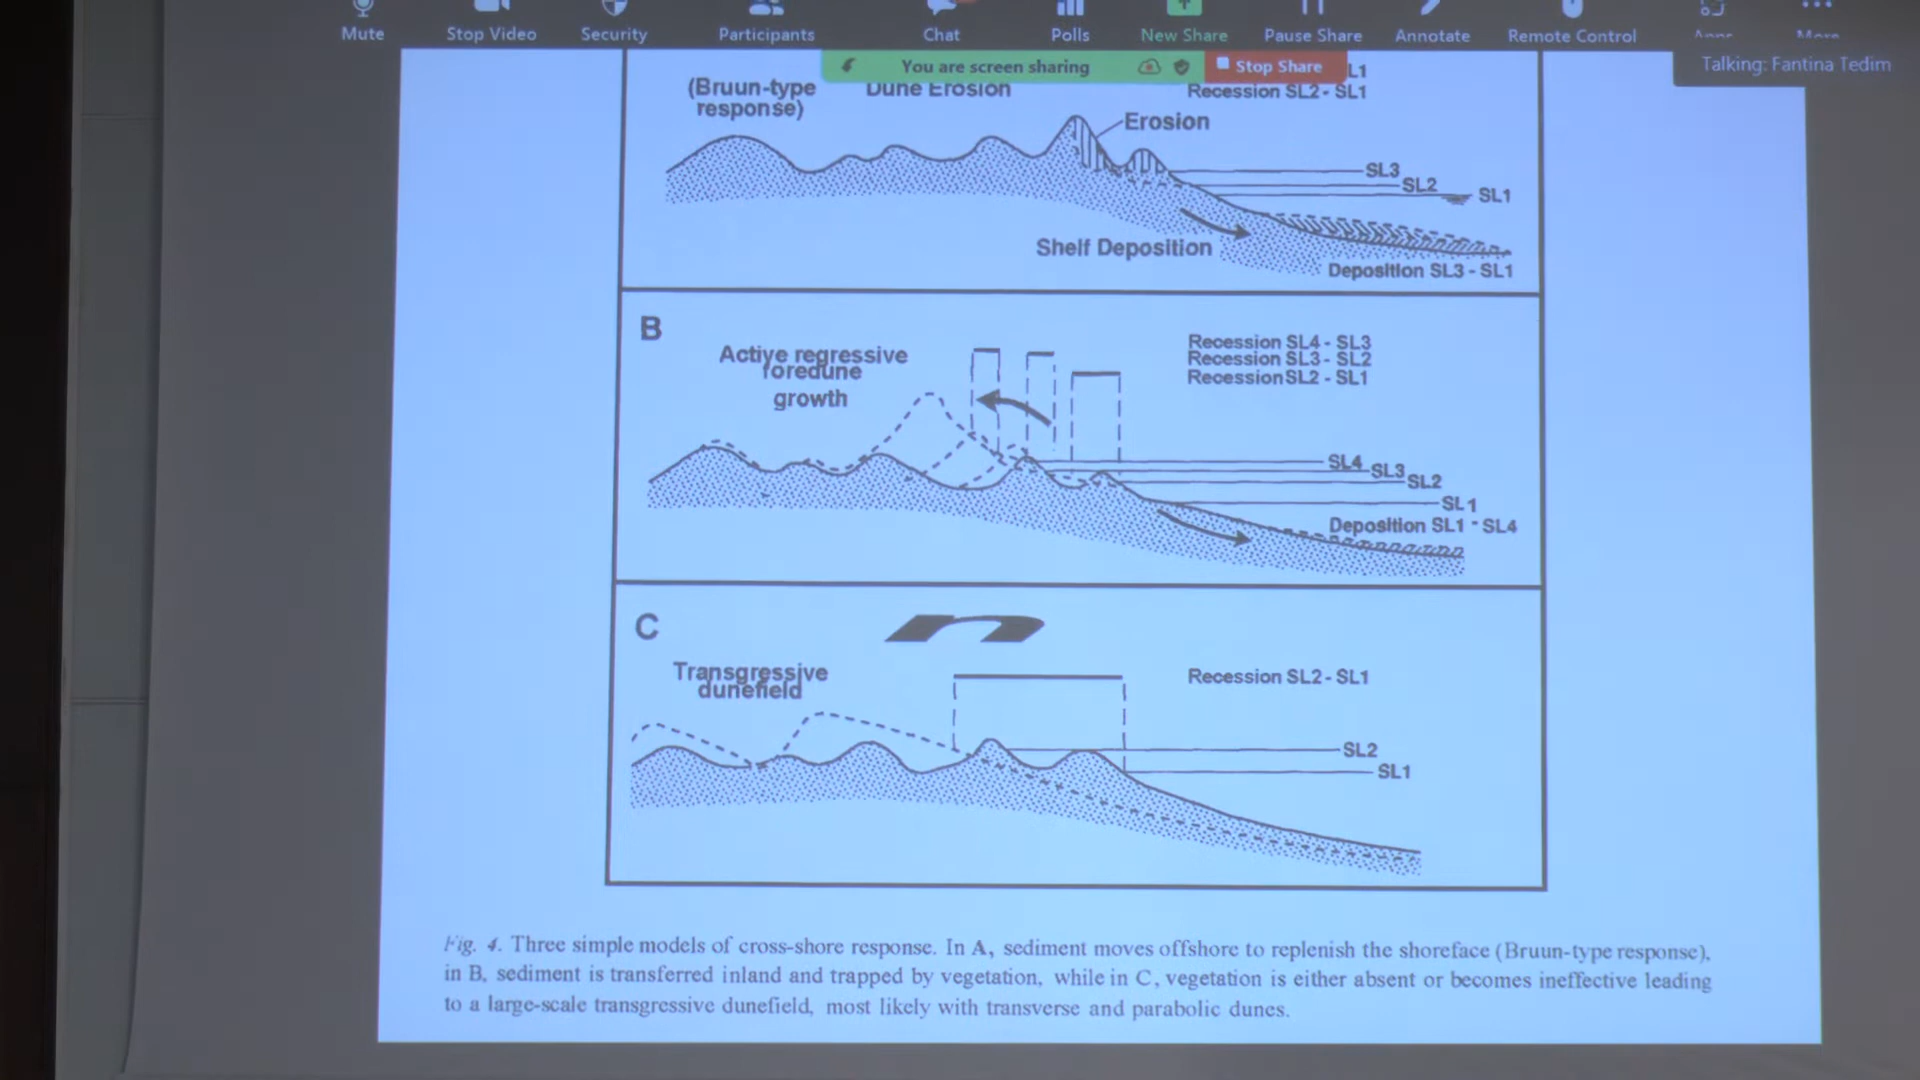 Mute
Stop Video
Security
Participants
Chat
Polls
New Share
Pause Share
Annotate
Remote Control
Apps
More
You are screen sharing
Stop Share
Talking: Fantina Tedim
(Bruun-type
response)
Dune Erosion
L1
Recession SL2 - SL1
Erosion
SL3
SL2
SL1
Shelf Deposition
Deposition SL3 - SL1
B
Active regressive
foredune
growth
Recession SL4 - SL3
Recession SL3 - SL2
Recession SL2 - SL1
SL4
SL3
SL2
SL1
Deposition SL1 - SL4
C
Transgressive
dunefield
Recession SL2 - SL1
SL2
SL1
Fig. 4. Three simple models of cross-shore response. In A, sediment moves offshore to replenish the shoreface (Bruun-type response),
in B, sediment is transferred inland and trapped by vegetation, while in C, vegetation is either absent or becomes ineffective leading
to a large-scale transgressive dunefield, most likely with transverse and parabolic dunes.